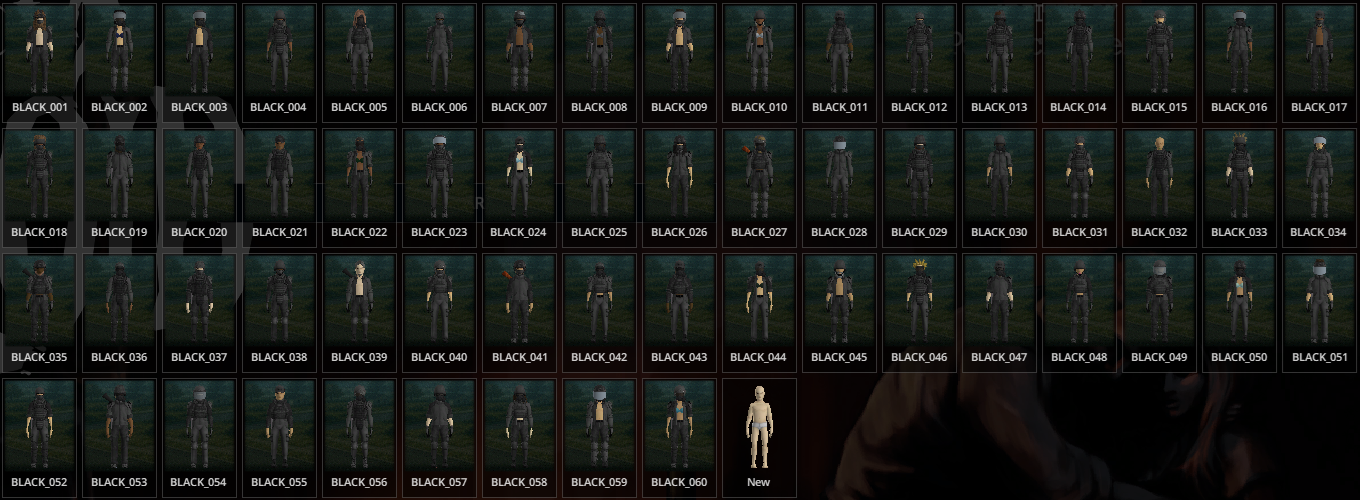 BLACK_001 BLACK_002 BLACK_003 BLACK_004 BLACK_005 BLACK_006 BLACK_007 BLACK_008 BLACK_009 BLACK_010 BLACK_011 BLACK_012 BLACK_013 BLACK_014 BLACK_015 BLACK_016 BLACK_017
BLACK_018 BLACK_019 BLACK_020 BLACK_021 BLACK_022 BLACK_023 BLACK_024 BLACK_025 BLACK_026 BLACK_027 BLACK_028 BLACK_029 BLACK_030 BLACK_031 BLACK_032 BLACK_033 BLACK_034
BLACK_035 BLACK_036 BLACK_037 BLACK_038 BLACK_039 BLACK_040 BLACK_041 BLACK_042 BLACK_043 BLACK_044 BLACK_045 BLACK_046 BLACK_047 BLACK_048 BLACK_049 BLACK_050 BLACK_051
BLACK_052 BLACK_053 BLACK_054 BLACK_055 BLACK_056 BLACK_057 BLACK_058 BLACK_059 BLACK_060 New